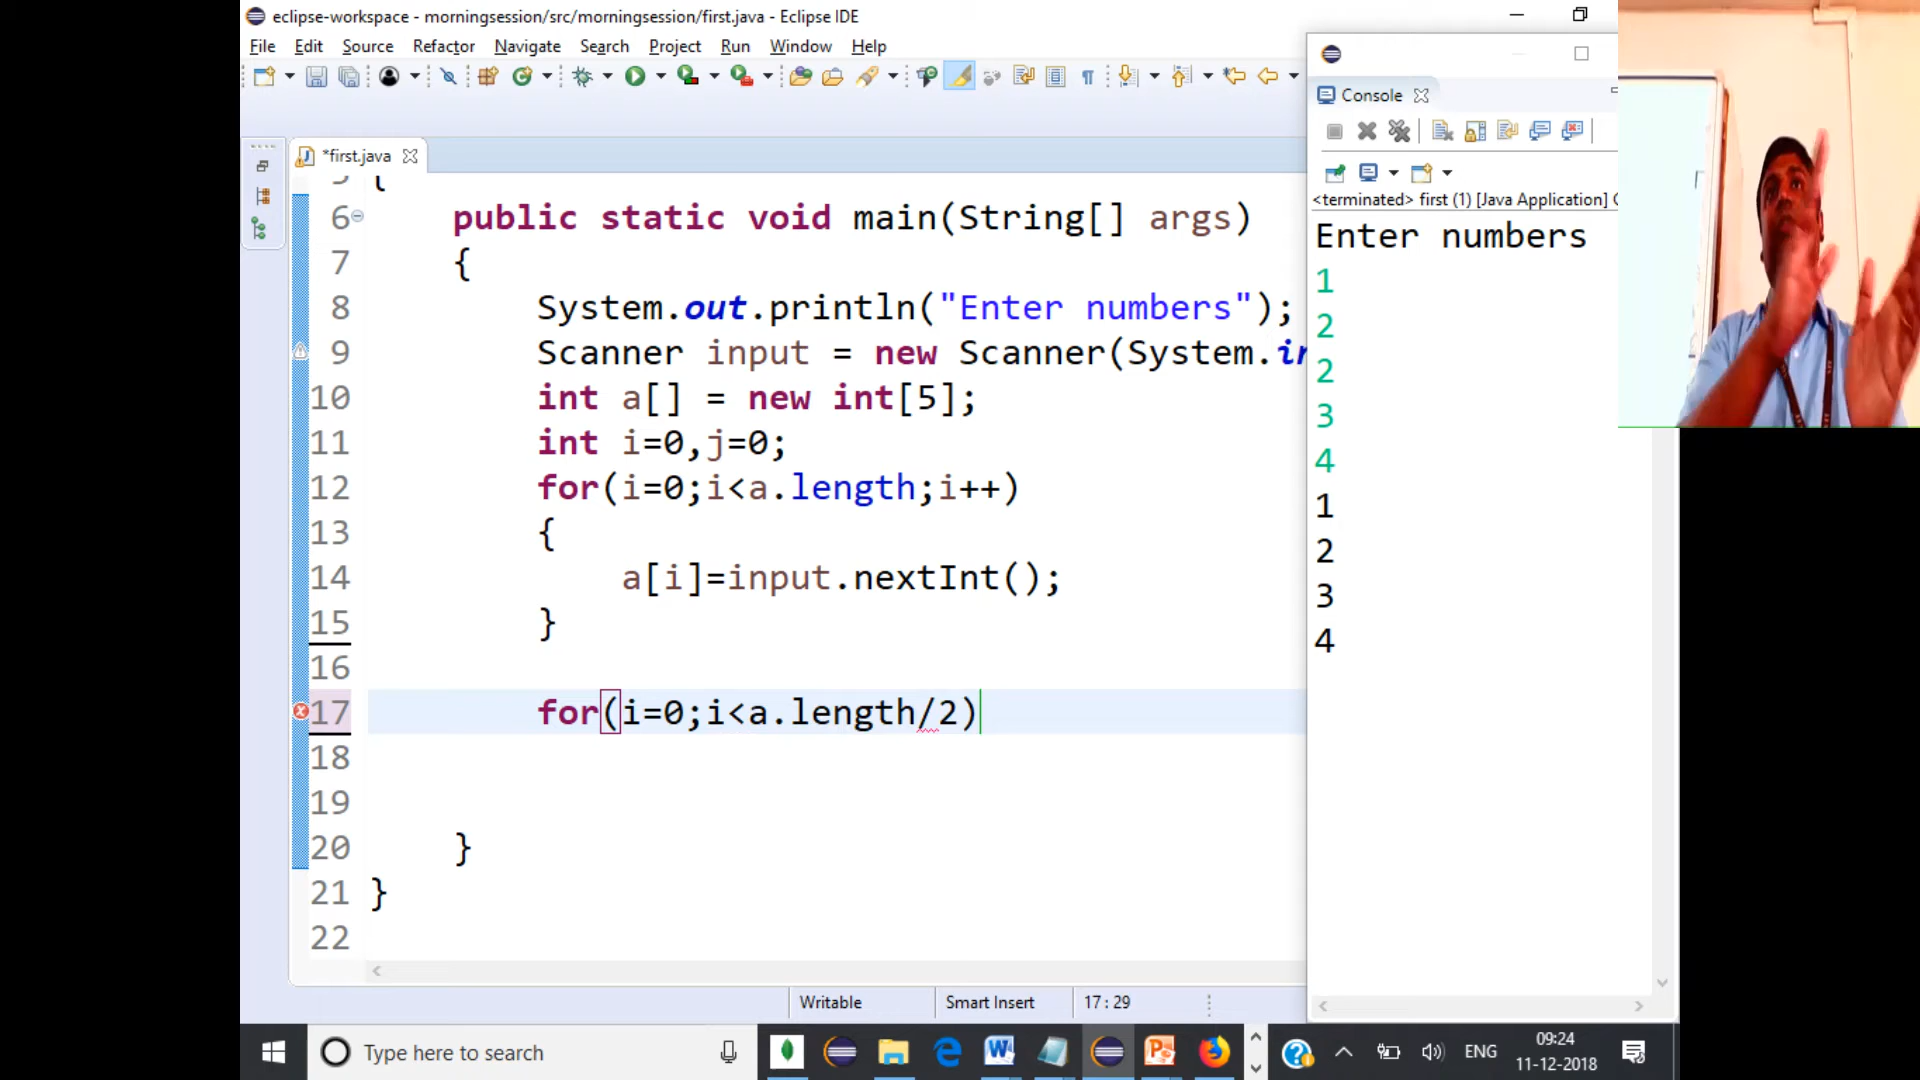 eclipse-workspace - morningsession/src/morningsession/first.java - Eclipse IDE
File Edit Source Refactor Navigate Search Project Run Window Help
*first.java
{
6 public static void main(String[] args)
7 {
8 System.out.println("Enter numbers");
9 Scanner input = new Scanner(System.in
10 int a[] = new int[5];
11 int i=0,j=0;
12 for(i=0;i<a.length;i++)
13 {
14 a[i]=input.nextInt();
15 }
16
17 for(i=0;i<a.length/2)
18
19
20 }
21 }
22
Writable Smart Insert 17 : 29
Console
<terminated> first (1) [Java Application] C
Enter numbers
1
2
2
3
4
1
2
3
4
Type here to search
ENG
09:24
11-12-2018